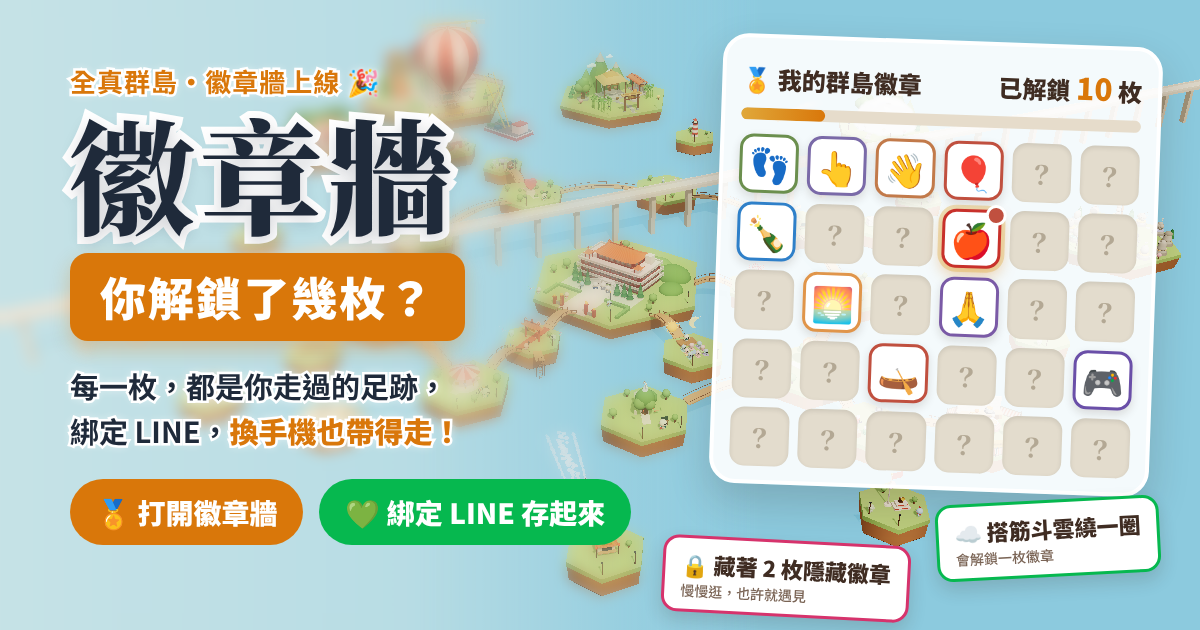 全真群島・徽章牆上線 🎉
徽章牆
你解鎖了幾枚？
每一枚，都是你走過的足跡，
綁定 LINE，換手機也帶得走！
🏅 打開徽章牆
💚 綁定 LINE 存起來
🏅 我的群島徽章
已解鎖 10 枚
? ?
? ? ? ?
? ? ? ?
? ? ? ?
? ? ? ? ? ?
🔒 藏著 2 枚隱藏徽章
慢慢逛，也許就遇見
☁️ 搭筋斗雲繞一圈
會解鎖一枚徽章